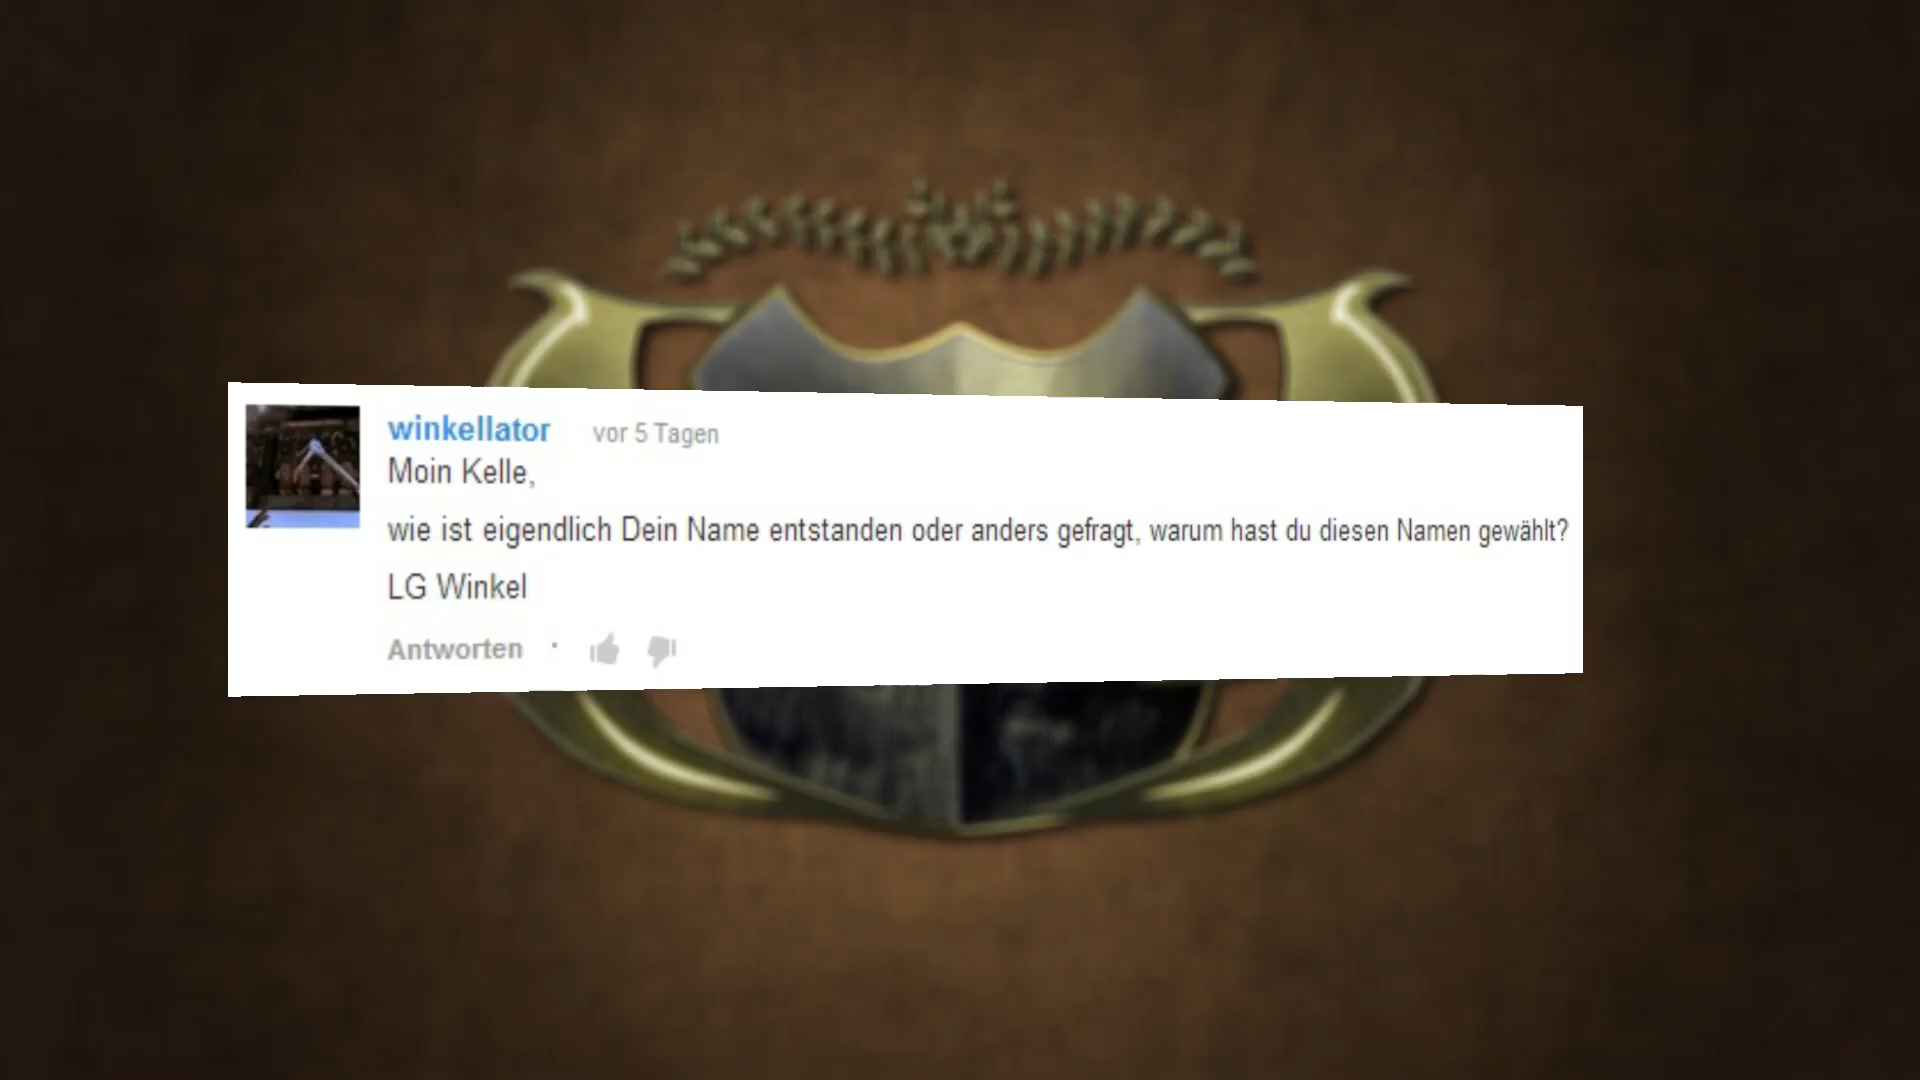 winkellator vor 5 Tagen
Moin Kelle,
wie ist eigendlich Dein Name entstanden oder anders gefragt, warum hast du diesen Namen gewählt?
LG Winkel
Antworten ·